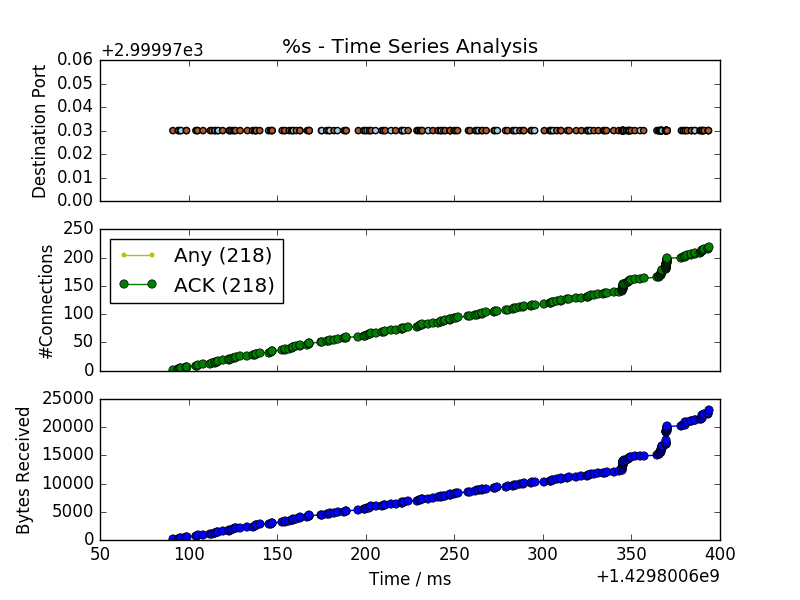 +2.99997e3
%s - Time Series Analysis
0.06
0.05
0.04
0.03
0.02
0.01
0.00
Destination Port
250
200
150
100
50
0
#Connections
Any (218)
ACK (218)
25000
20000
15000
10000
5000
0
Bytes Received
50 100 150 200 250 300 350 400
Time / ms
+1.4298006e9